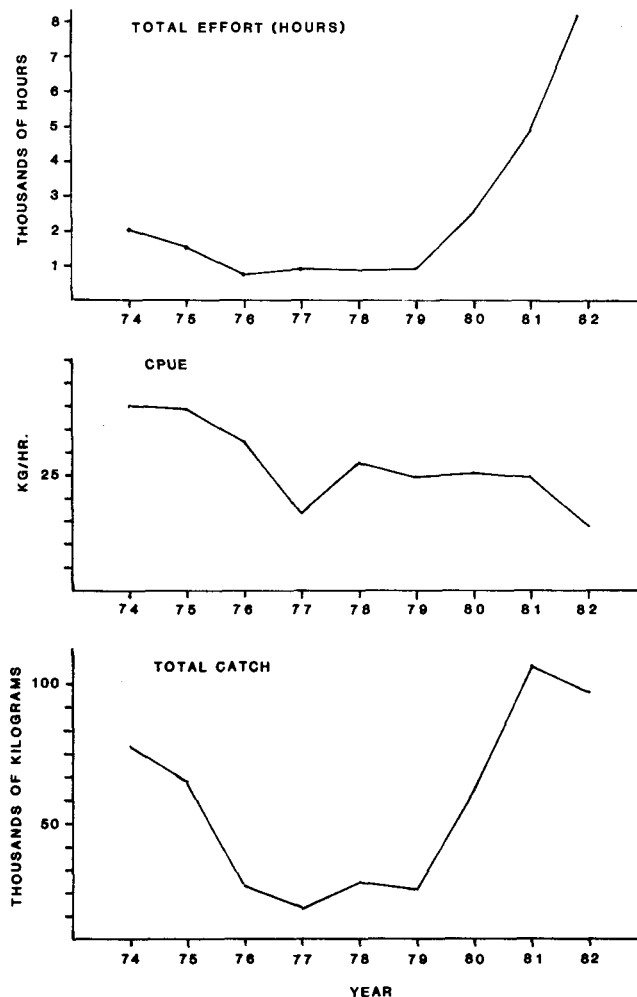 TOTAL EFFORT (HOURS)
THOUSANDS OF HOURS
8
7
6
5
4
3
2
1
74 75 76 77 78 79 80 81 82
CPUE
KG/HR.
25
74 75 76 77 78 79 80 81 82
TOTAL CATCH
THOUSANDS OF KILOGRAMS
100
50
74 75 76 77 78 79 80 81 82
YEAR